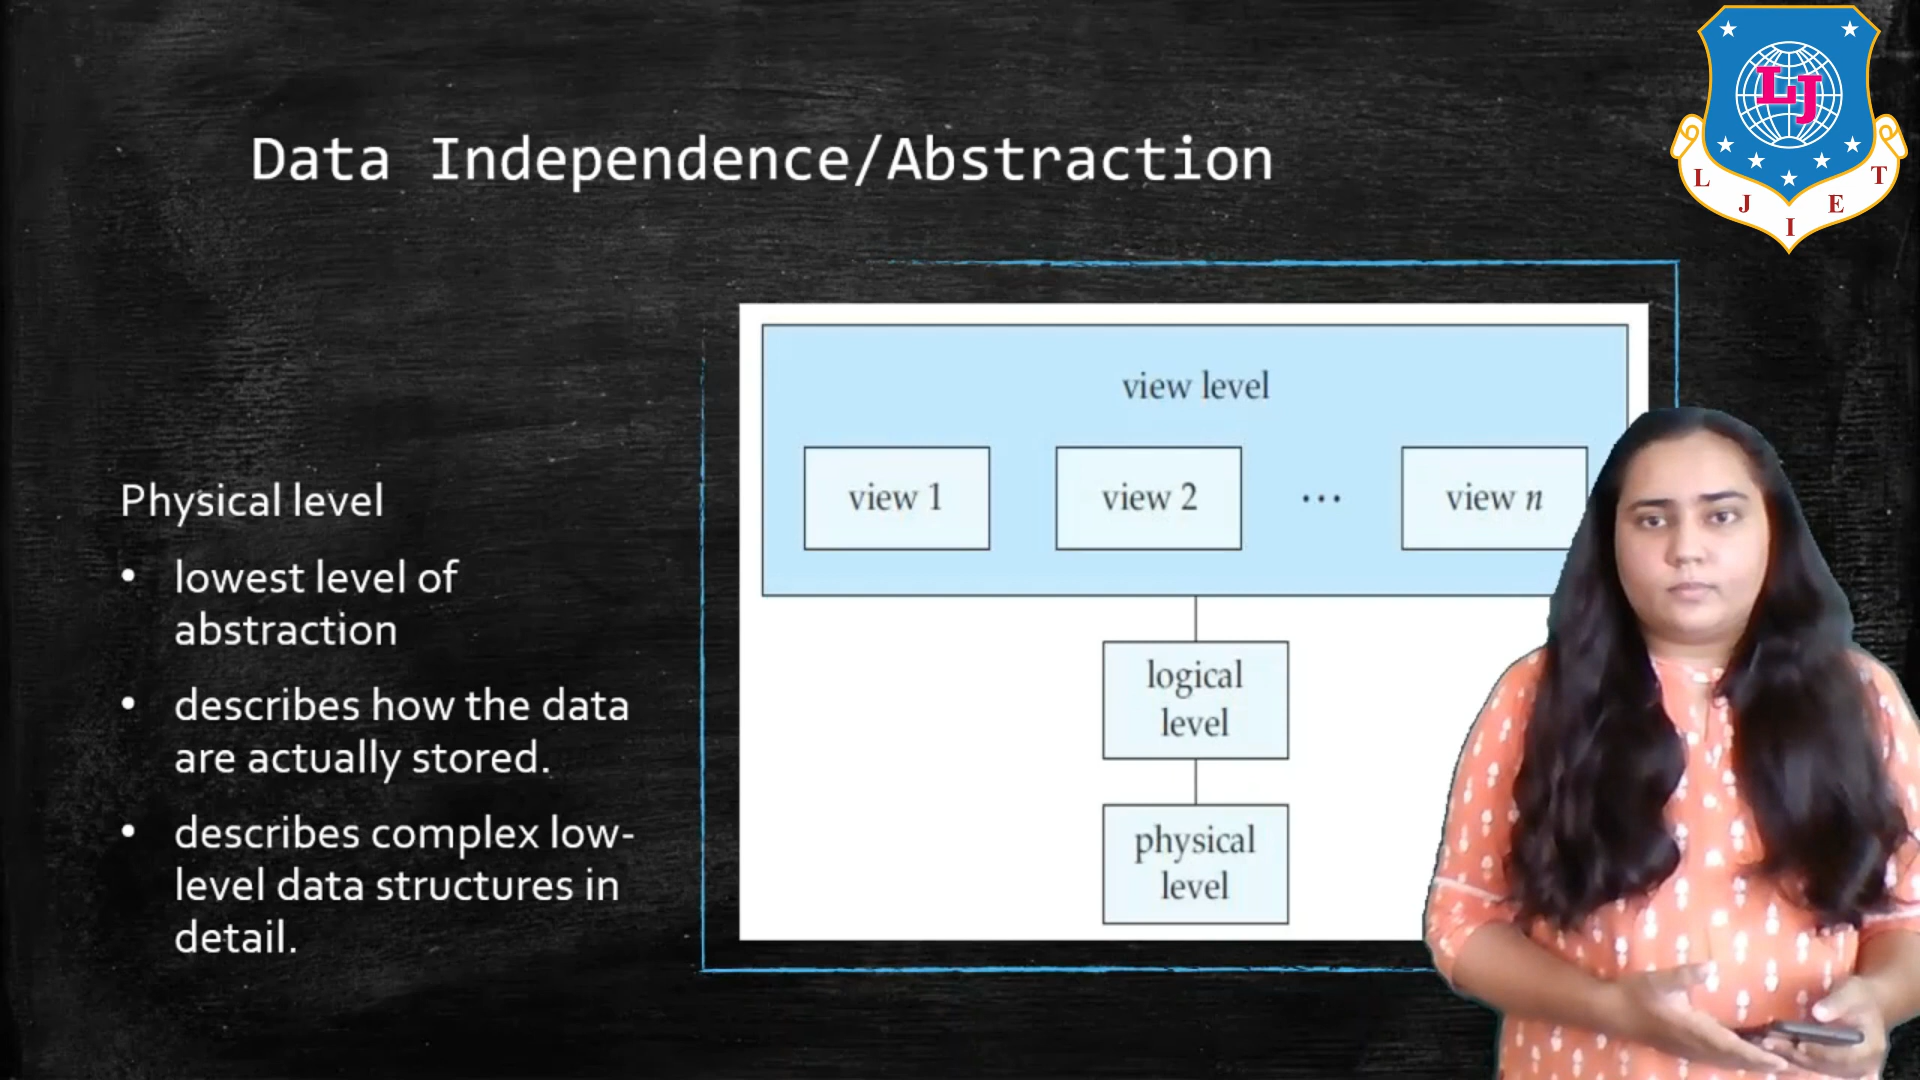 Data Independence/Abstraction
LJ
L J I E T
Physical level
• lowest level of
abstraction
• describes how the data
are actually stored.
• describes complex low-
level data structures in
detail.
view level
view 1 view 2 ··· view n
logical
level
physical
level